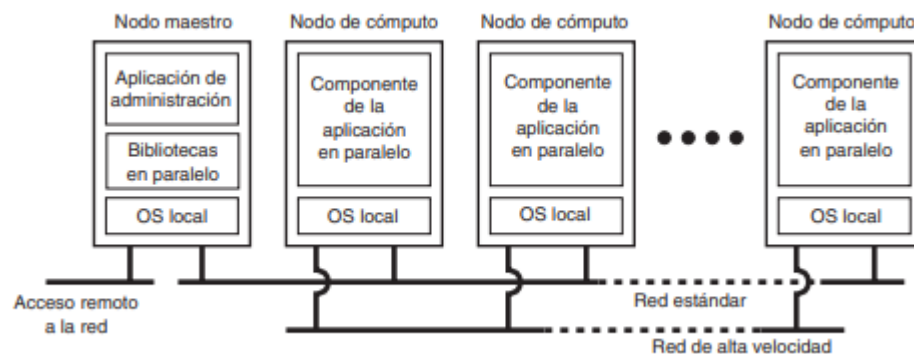 Nodo maestro
Nodo de cómputo
Nodo de cómputo
Nodo de cómputo
Aplicación de
administración
Bibliotecas
en paralelo
OS local
Componente
de la
aplicación
en paralelo
OS local
Componente
de la
aplicación
en paralelo
OS local
Componente
de la
aplicación
en paralelo
OS local
Acceso remoto
a la red
Red estándar
Red de alta velocidad